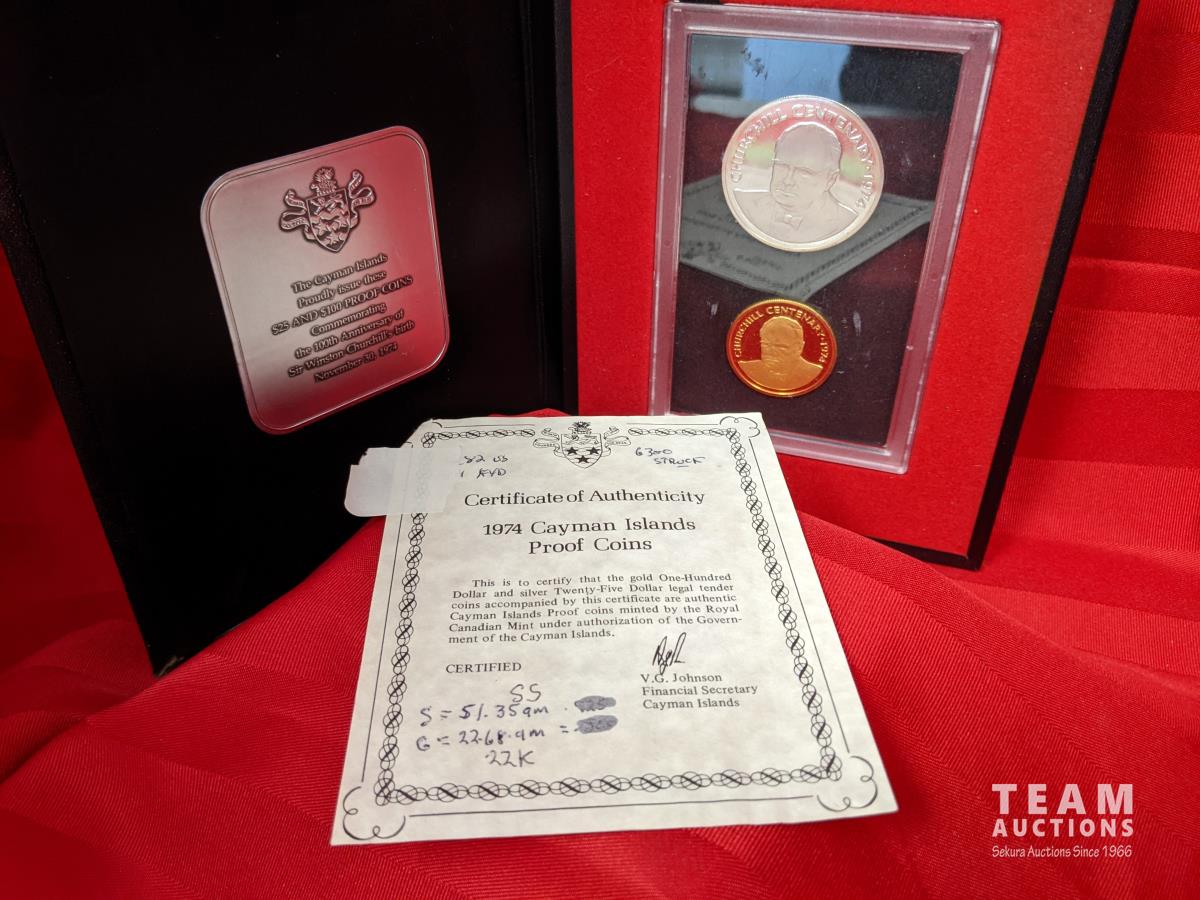 The Cayman Islands
Proudly issue these
$25 AND $100 PROOF COINS
Commemorating
the 100th Anniversary of
Sir Winston Churchill's birth
November 30, 1974
CHURCHILL CENTENARY · 1974
CHURCHILL CENTENARY · 1974
6300
STRUCK
Certificate of Authenticity
1974 Cayman Islands
Proof Coins
This is to certify that the gold One-Hundred
Dollar and silver Twenty-Five Dollar legal tender
coins accompanied by this certificate are authentic
Cayman Islands Proof coins minted by the Royal
Canadian Mint under authorization of the Govern-
ment of the Cayman Islands.
CERTIFIED
V.G. Johnson
Financial Secretary
Cayman Islands
SS
S = 51.35 gm
G = 22.68 gm =
22K
TEAM
AUCTIONS
Sekura Auctions Since 1966